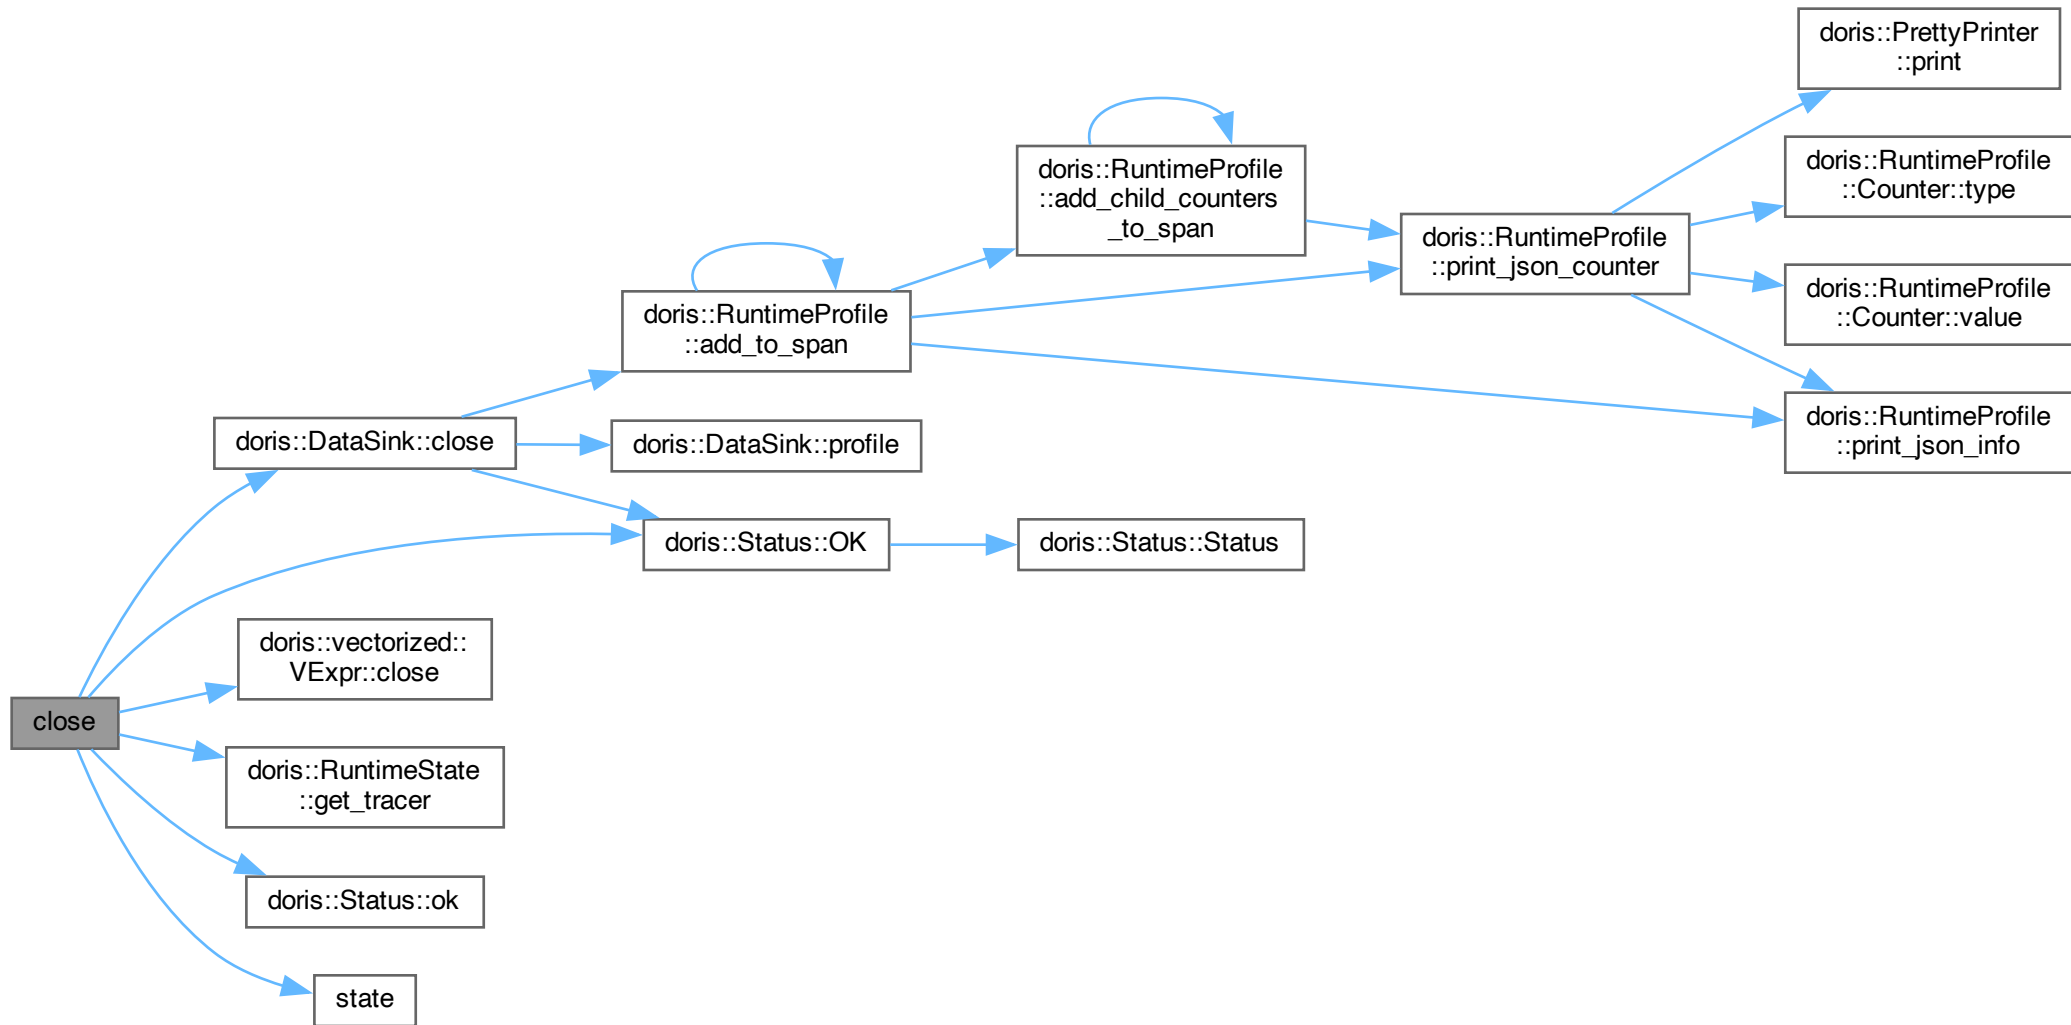 doris::PrettyPrinter
::print
doris::RuntimeProfile
::Counter::type
doris::RuntimeProfile
::add_child_counters
_to_span
doris::RuntimeProfile
::print_json_counter
doris::RuntimeProfile
::Counter::value
doris::RuntimeProfile
::add_to_span
doris::RuntimeProfile
::print_json_info
doris::DataSink::close
doris::DataSink::profile
doris::Status::OK
doris::Status::Status
doris::vectorized::
VExpr::close
close
doris::RuntimeState
::get_tracer
doris::Status::ok
state